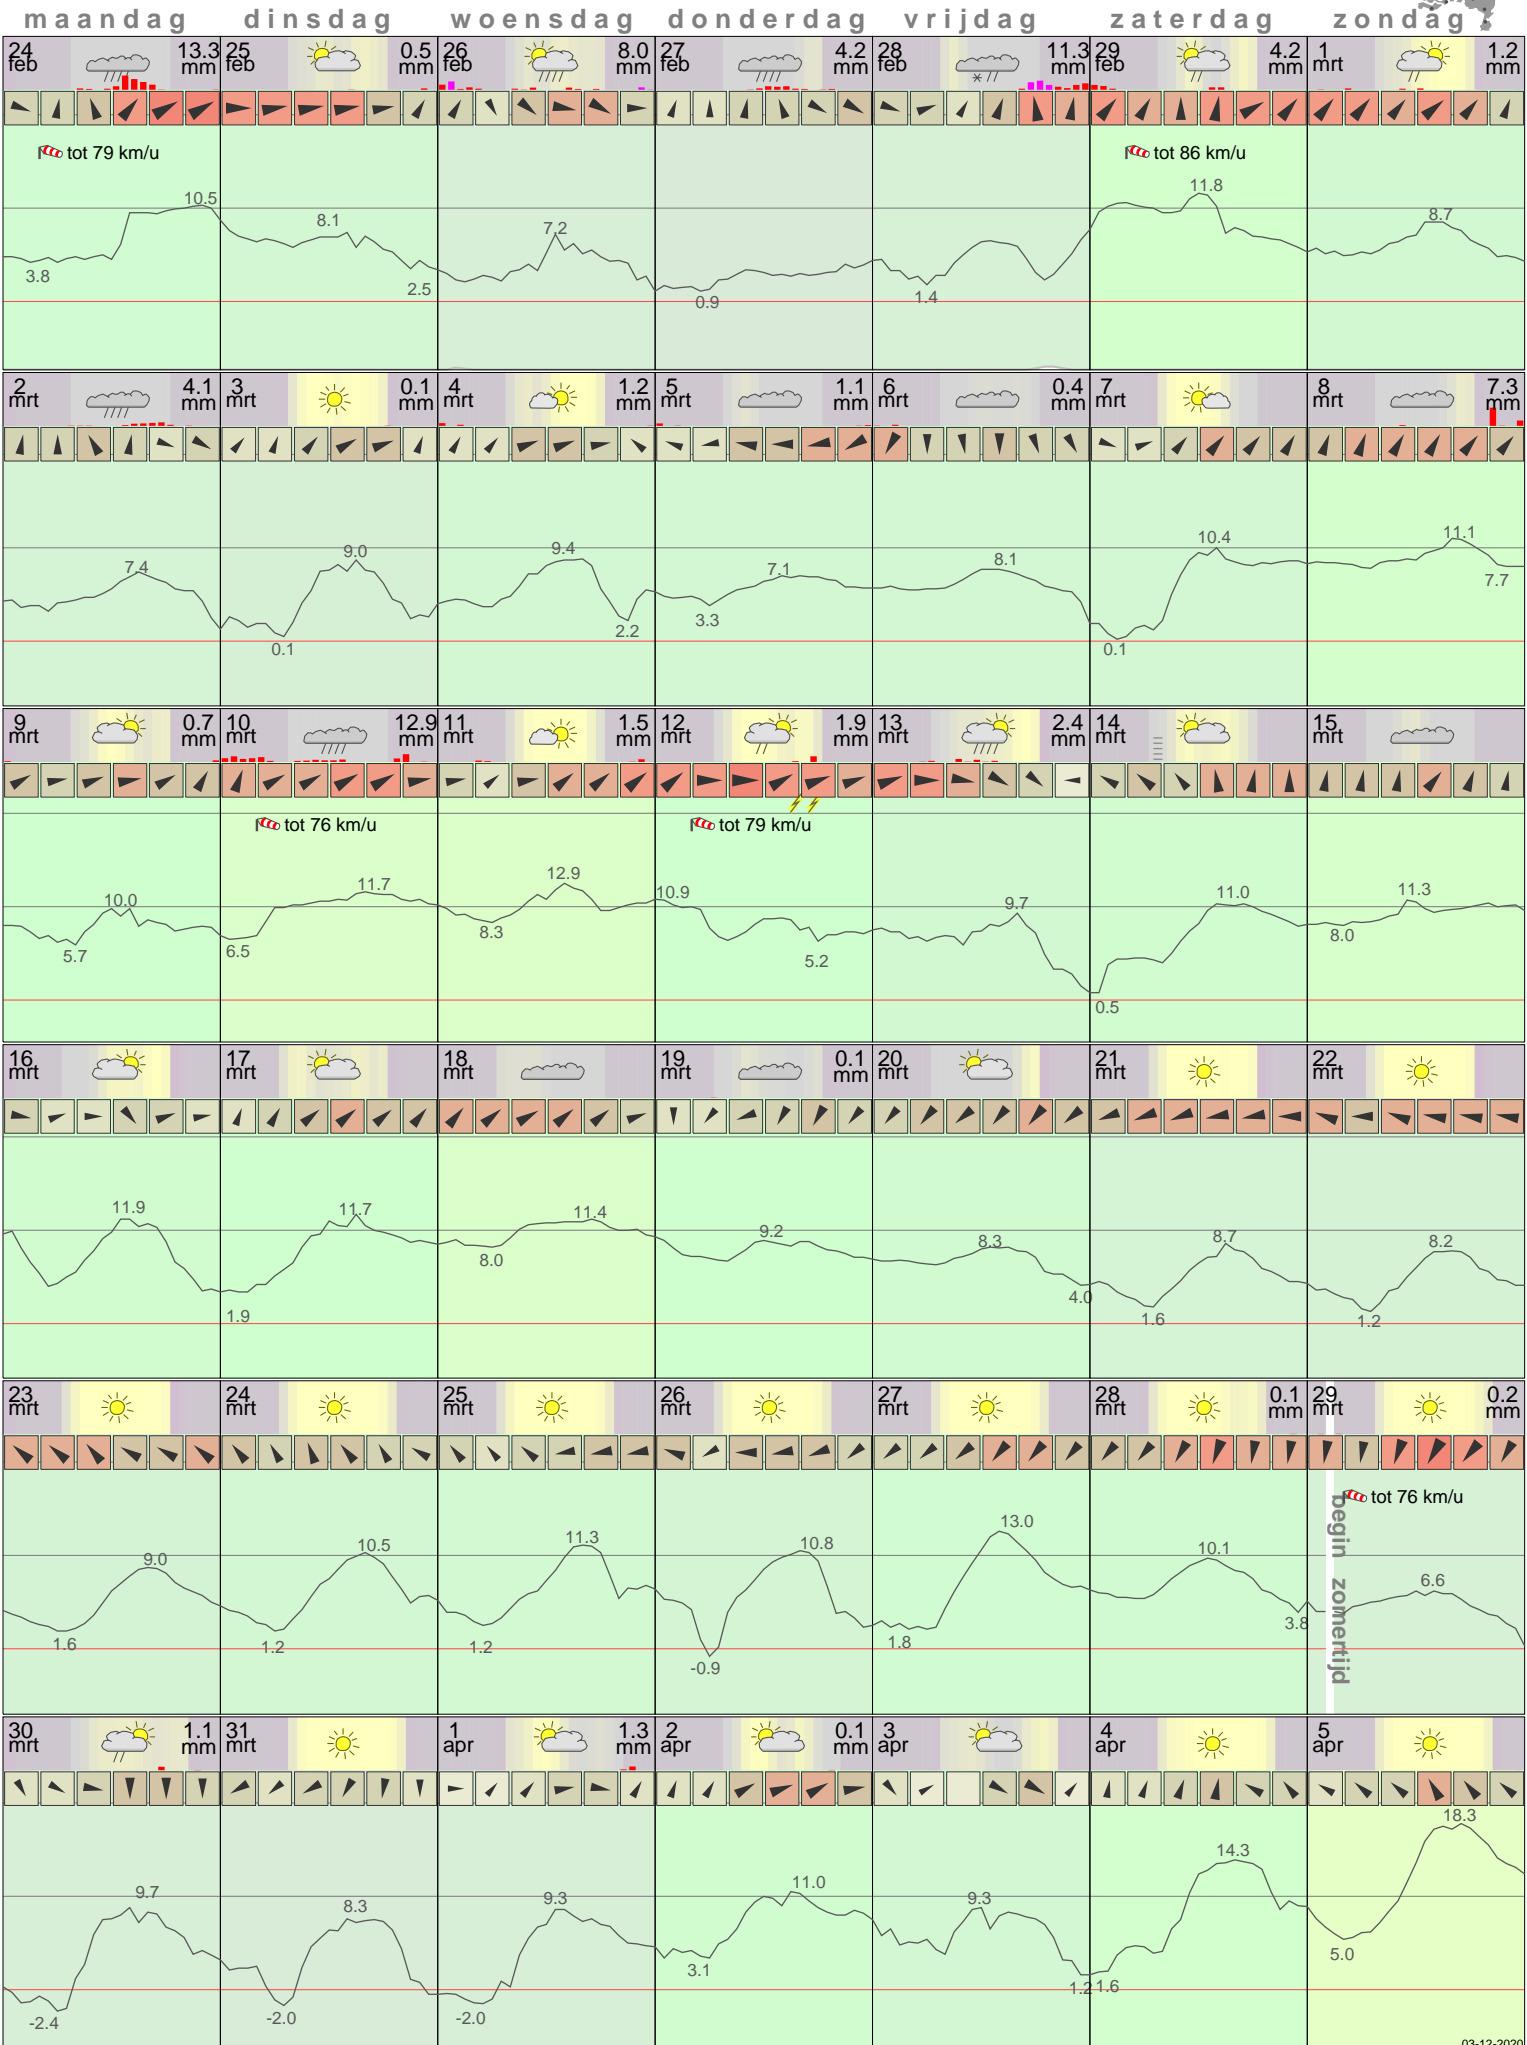 maandag dinsdag woensdag donderdag vrijdag zaterdag zondag
24 13.3 25 0.5 26 8.0 27 4.2 28 11.3 29 4.2 1 1.2
feb mm feb mm feb mm feb mm feb mm feb mm mrt mm
tot 79 km/u tot 86 km/u
10.5 8.1 7.2 11.8 8.7
3.8 2.5 0.9 1.4
2 4.1 3 0.1 4 1.2 5 1.1 6 0.4 7 8 7.3
mrt mm mrt mm mrt mm mrt mm mrt mm mrt mrt mm
7.4 9.0 9.4 7.1 8.1 10.4 11.1
0.1 2.2 3.3 0.1 7.7
9 0.7 10 12.9 11 1.5 12 1.9 13 2.4 14 15
mrt mm mrt mm mrt mm mrt mm mrt mm mrt mrt
tot 76 km/u tot 79 km/u
10.0 11.7 12.9 10.9 9.7 11.0 11.3
5.7 6.5 8.3 5.2 0.5 8.0
16 17 18 19 0.1 20 21 22
mrt mrt mrt mrt mm mrt mrt mrt
11.9 11.7 11.4 9.2 8.3 8.7 8.2
1.9 8.0 4.0 1.6 1.2
23 24 25 26 27 28 0.1 29 0.2
mrt mrt mrt mrt mrt mrt mm mrt mm
tot 76 km/u
begin zomertijd
9.0 10.5 11.3 10.8 13.0 10.1 6.6
1.6 1.2 1.2 -0.9 1.8 3.8
30 1.1 31 1 1.3 2 0.1 3 4 5
mrt mm mrt apr mm apr mm apr apr apr
9.7 8.3 9.3 11.0 9.3 14.3 18.3
-2.4 -2.0 -2.0 3.1 1.2 1.6 5.0
03-12-2020